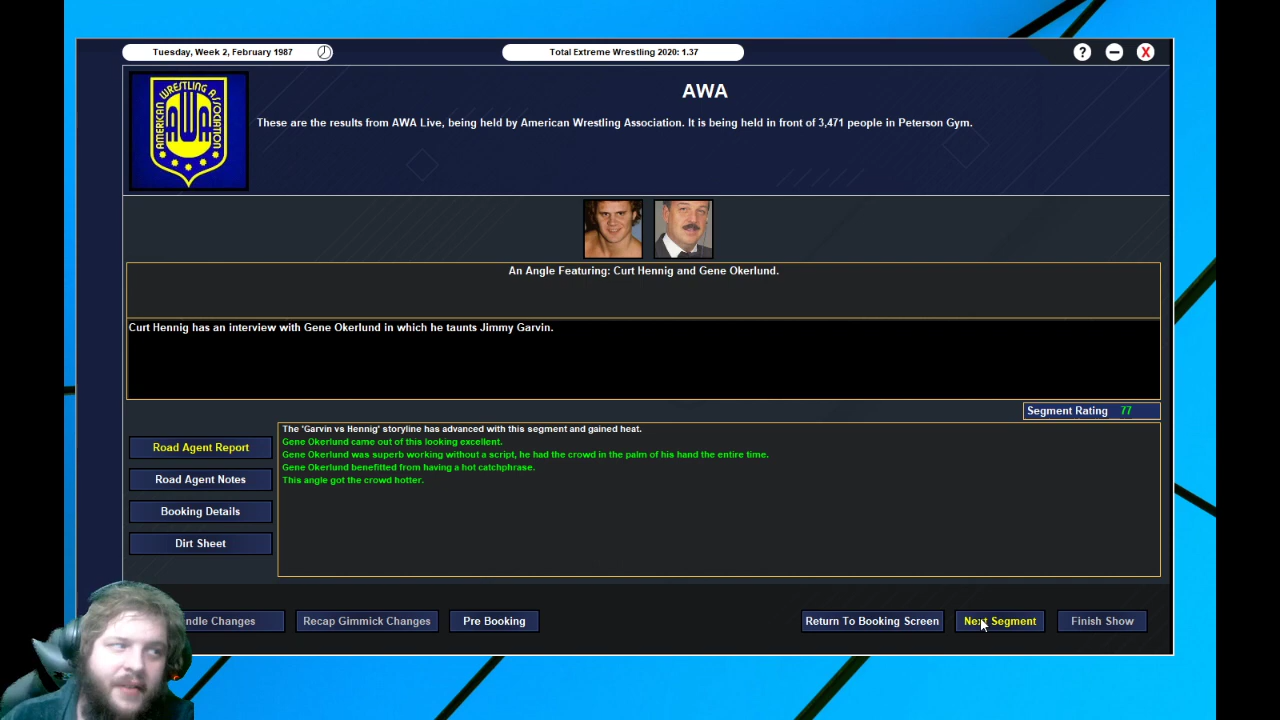 Tuesday, Week 2, February 1987
Total Extreme Wrestling 2020: 1.37
?
X
AMERICAN WRESTLING ASSOCIATION
AWA
AWA
These are the results from AWA Live, being held by American Wrestling Association. It is being held in front of 3,471 people in Peterson Gym.
An Angle Featuring: Curt Hennig and Gene Okerlund.
Curt Hennig has an interview with Gene Okerlund in which he taunts Jimmy Garvin.
Segment Rating 77
Road Agent Report
Road Agent Notes
Booking Details
Dirt Sheet
The 'Garvin vs Hennig' storyline has advanced with this segment and gained heat.
Gene Okerlund came out of this looking excellent.
Gene Okerlund was superb working without a script, he had the crowd in the palm of his hand the entire time.
Gene Okerlund benefitted from having a hot catchphrase.
This angle got the crowd hotter.
ndle Changes
Recap Gimmick Changes
Pre Booking
Return To Booking Screen
Next Segment
Finish Show